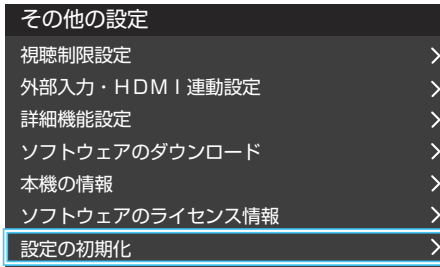 その他の設定
視聴制限設定
外部入力・ＨＤＭＩ連動設定
詳細機能設定
ソフトウェアのダウンロード
本機の情報
ソフトウェアのライセンス情報
設定の初期化